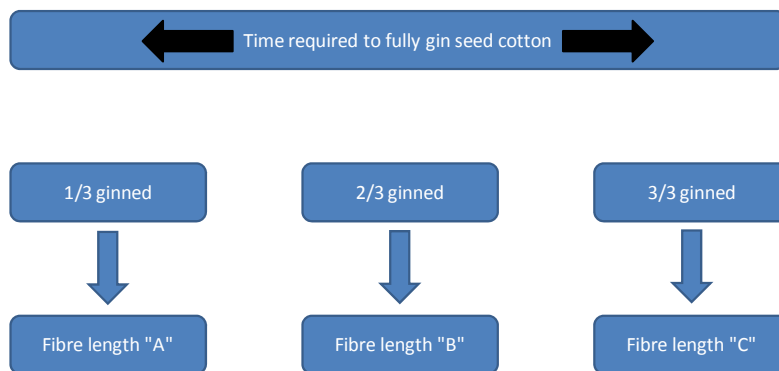 Time required to fully gin seed cotton
1/3 ginned
2/3 ginned
3/3 ginned
Fibre length "A"
Fibre length "B"
Fibre length "C"